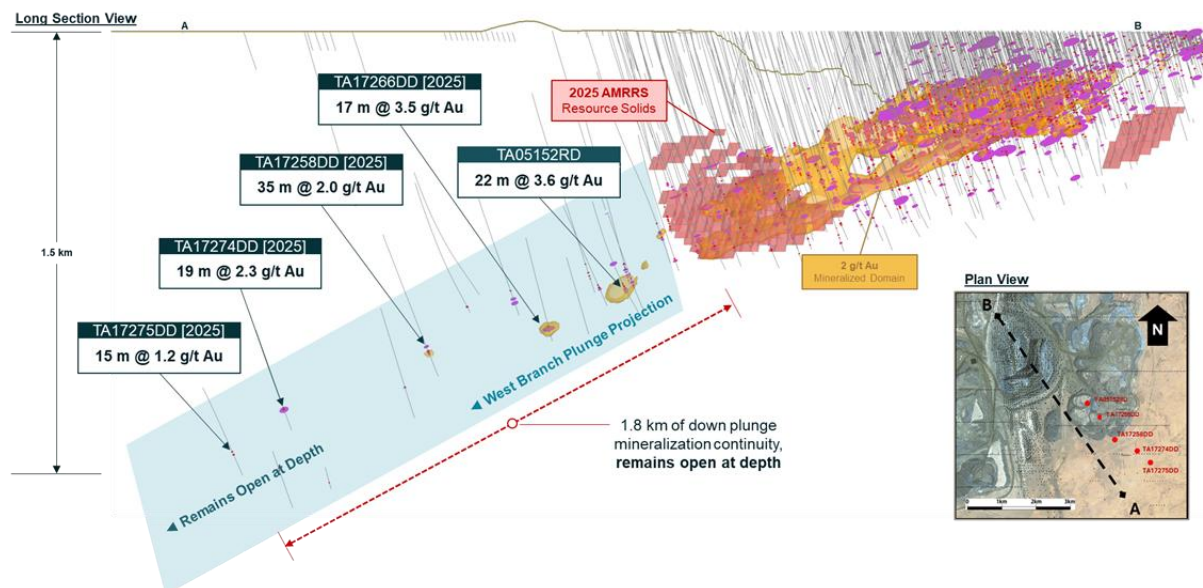 Long Section View
A
B
TA17266DD [2025]
17 m @ 3.5 g/t Au
2025 AMRRS
Resource Solids
TA17258DD [2025]
35 m @ 2.0 g/t Au
TA05152RD
22 m @ 3.6 g/t Au
1.5 km
TA17274DD [2025]
19 m @ 2.3 g/t Au
2 g/t Au
Mineralized Domain
TA17275DD [2025]
15 m @ 1.2 g/t Au
West Branch Plunge Projection
1.8 km of down plunge
mineralization continuity,
remains open at depth
Remains Open at Depth
Plan View
B
N
TA17274DD
TA17275DD
A
0 1km 2km 3km